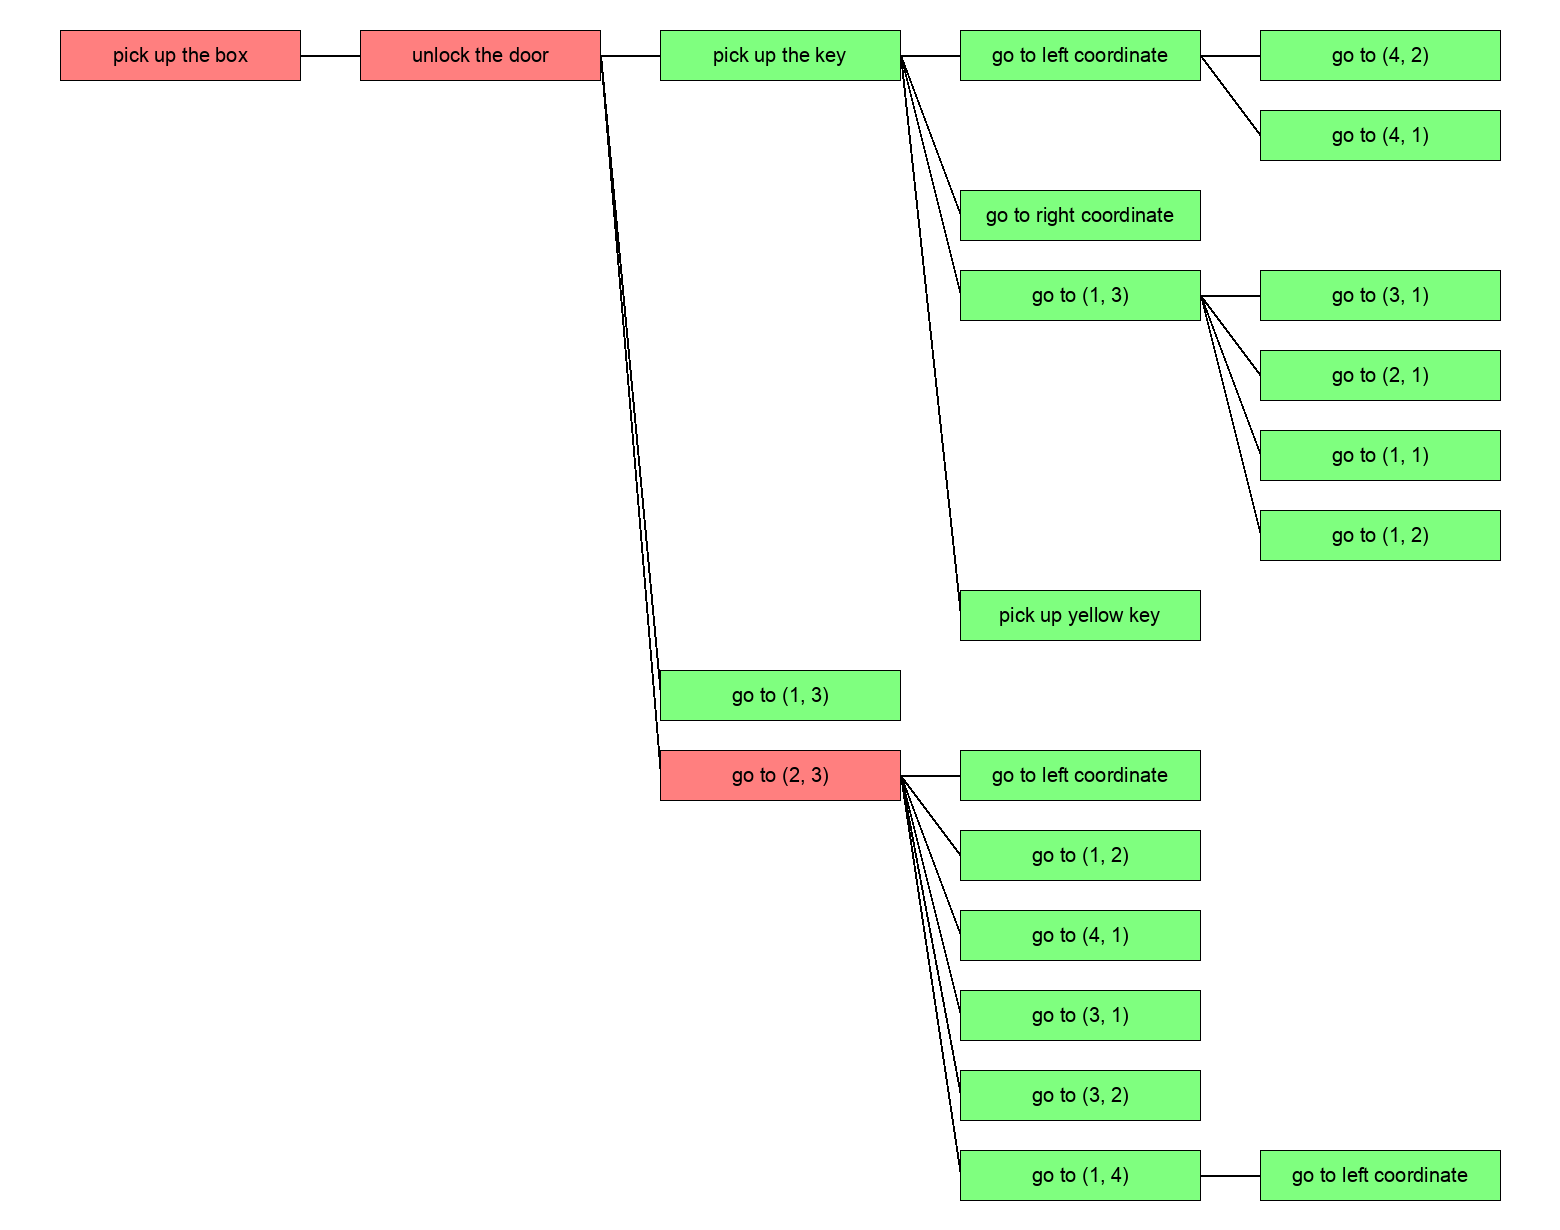 pick up the box
unlock the door
pick up the key
go to left coordinate
go to (4, 2)
go to (4, 1)
go to right coordinate
go to (1, 3)
go to (3, 1)
go to (2, 1)
go to (1, 1)
go to (1, 2)
pick up yellow key
go to (1, 3)
go to (2, 3)
go to left coordinate
go to (1, 2)
go to (4, 1)
go to (3, 1)
go to (3, 2)
go to (1, 4)
go to left coordinate